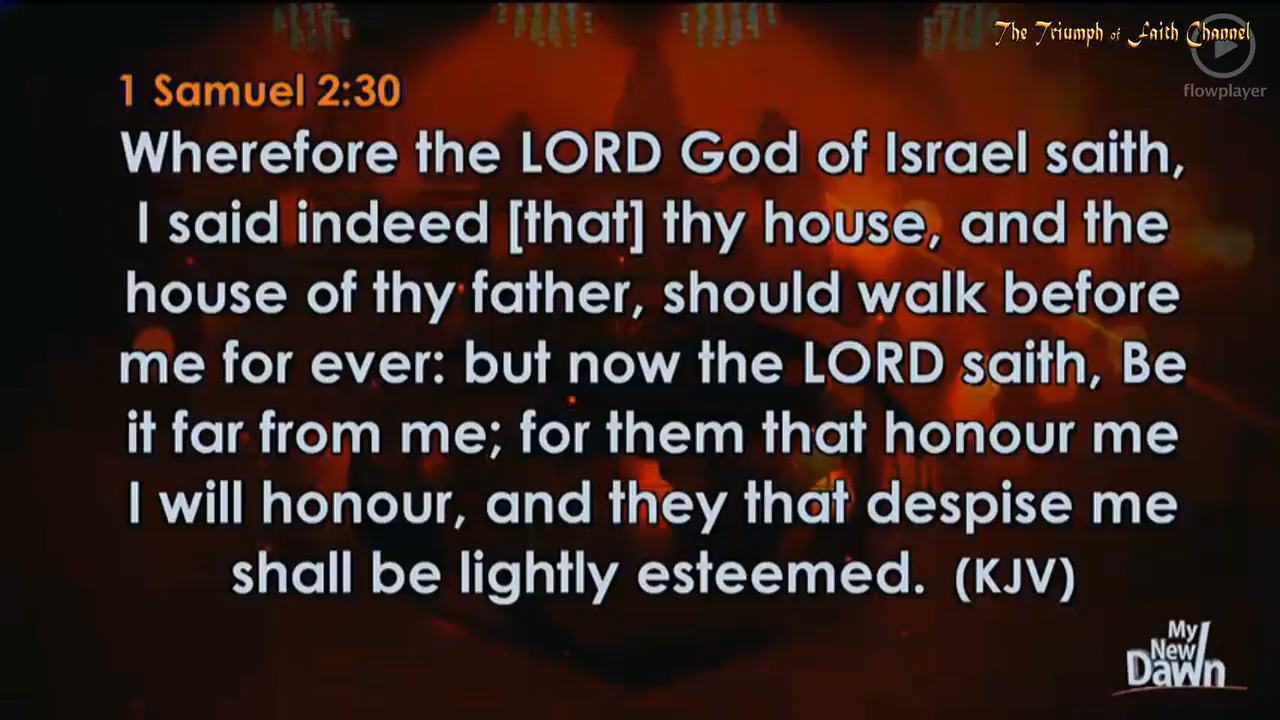 The Triumph of Faith Channel
flowplayer
1 Samuel 2:30
Wherefore the LORD God of Israel saith,
I said indeed [that] thy house, and the
house of thy father, should walk before
me for ever: but now the LORD saith, Be
it far from me; for them that honour me
I will honour, and they that despise me
shall be lightly esteemed. (KJV)
My
New
Dawn